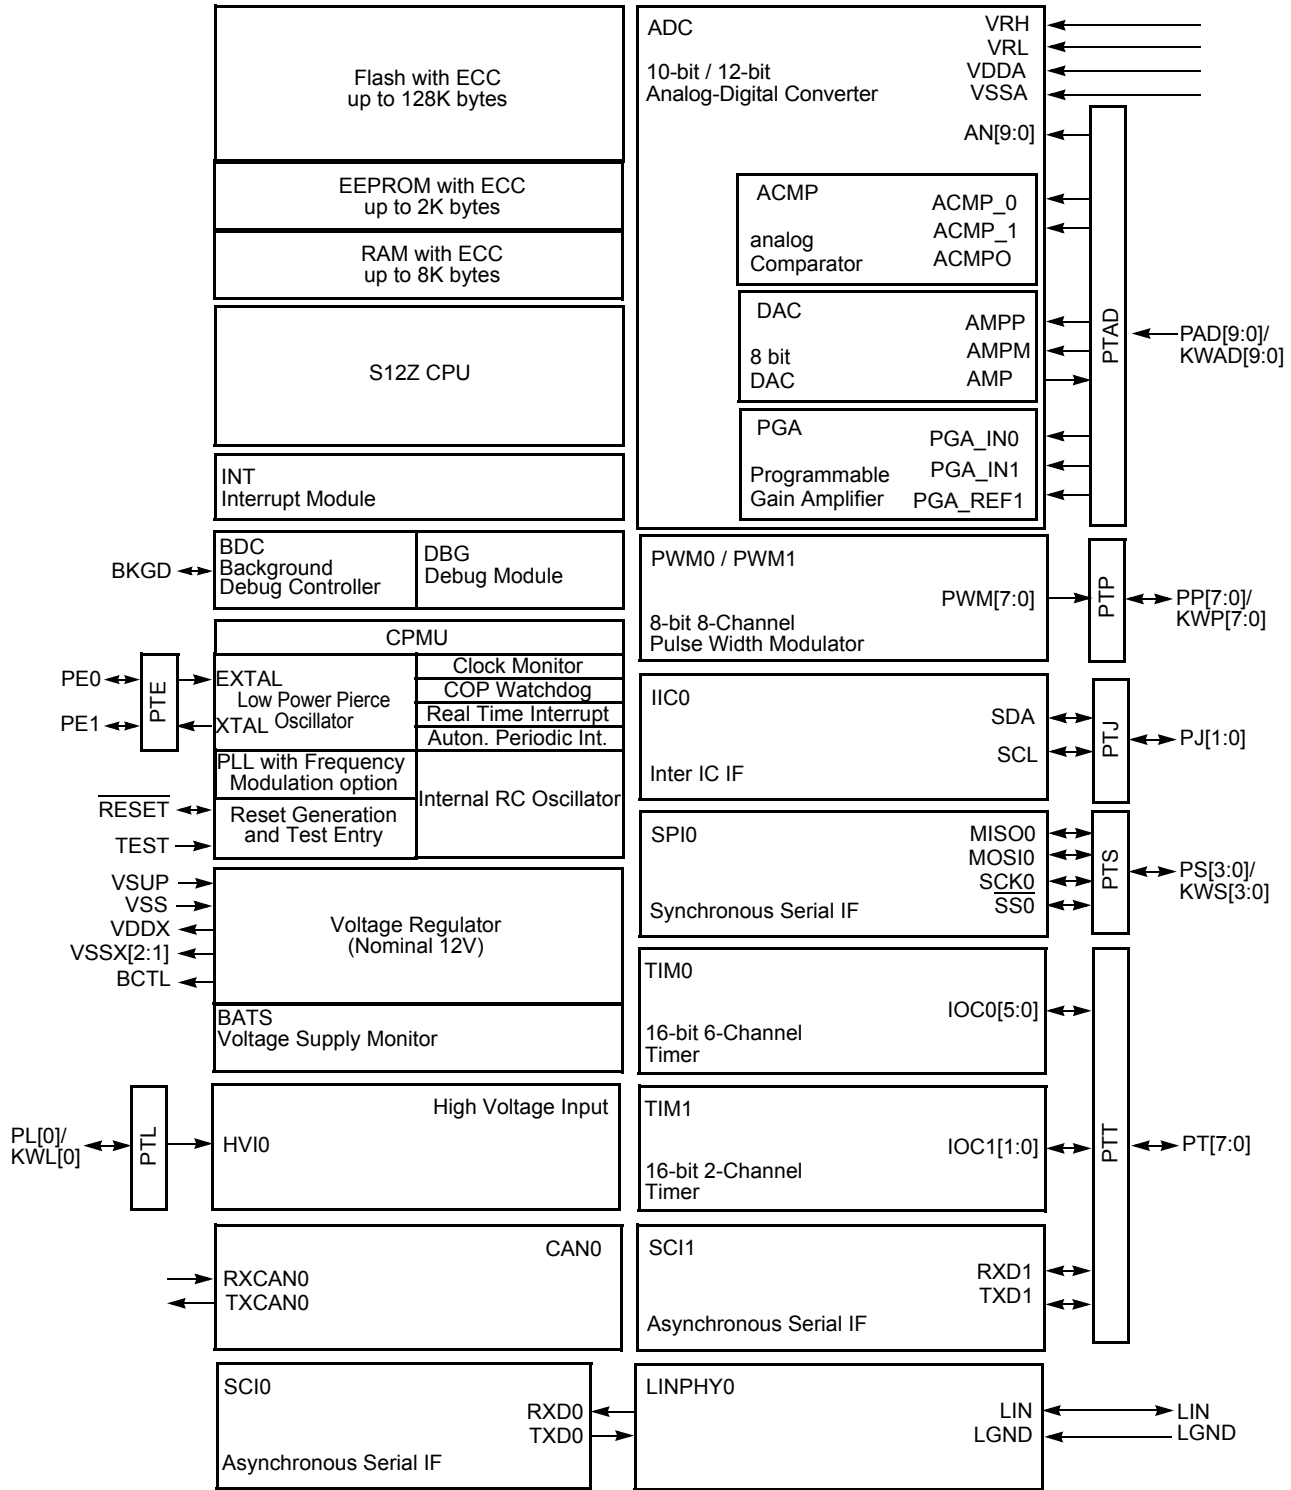 Flash with ECC
up to 128K bytes
EEPROM with ECC
up to 2K bytes
RAM with ECC
up to 8K bytes
S12Z CPU
INT
Interrupt Module
BKGD
BDC
Background
Debug Controller
DBG
Debug Module
CPMU
PE0
PE1
PTE
EXTAL
Low Power Pierce
XTAL Oscillator
Clock Monitor
COP Watchdog
Real Time Interrupt
Auton. Periodic Int.
PLL with Frequency
Modulation option
Internal RC Oscillator
RESET
TEST
Reset Generation
and Test Entry
VSUP
VSS
VDDX
VSSX[2:1]
BCTL
Voltage Regulator
(Nominal 12V)
BATS
Voltage Supply Monitor
PL[0]/
KWL[0]
PTL
High Voltage Input
HVI0
CAN0
RXCAN0
TXCAN0
SCI0
RXD0
TXD0
Asynchronous Serial IF
ADC
10-bit / 12-bit
Analog-Digital Converter
VRH
VRL
VDDA
VSSA
AN[9:0]
ACMP
analog
Comparator
ACMP_0
ACMP_1
ACMPO
DAC
8 bit
DAC
AMPP
AMPM
AMP
PGA
Programmable
Gain Amplifier
PGA_IN0
PGA_IN1
PGA_REF1
PTAD
PAD[9:0]/
KWAD[9:0]
PWM0 / PWM1
PWM[7:0]
8-bit 8-Channel
Pulse Width Modulator
PTP
PP[7:0]/
KWP[7:0]
IIC0
SDA
SCL
Inter IC IF
PTJ
PJ[1:0]
SPI0
MISO0
MOSI0
SCK0
SS0
Synchronous Serial IF
PTS
PS[3:0]/
KWS[3:0]
TIM0
IOC0[5:0]
16-bit 6-Channel
Timer
TIM1
IOC1[1:0]
16-bit 2-Channel
Timer
PTT
PT[7:0]
SCI1
RXD1
TXD1
Asynchronous Serial IF
LINPHY0
LIN
LGND
LIN
LGND